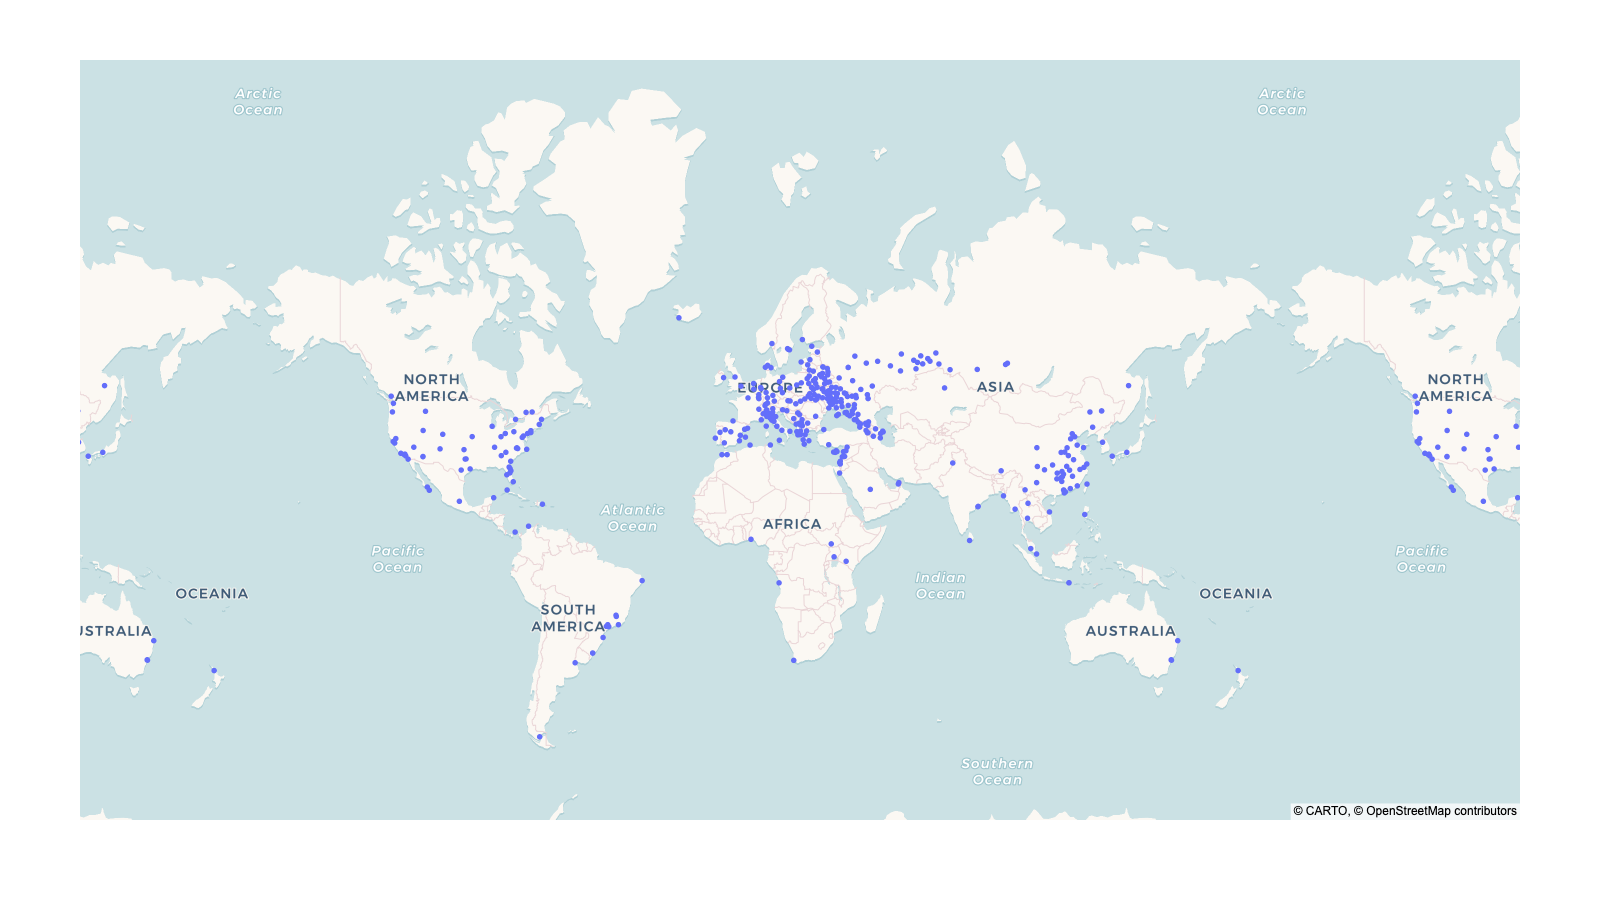 Arctic
Ocean
Arctic
Ocean
NORTH
AMERICA
EUROPE
ASIA
NORTH
AMERICA
Atlantic
Ocean
AFRICA
Pacific
Ocean
Pacific
Ocean
Indian
Ocean
OCEANIA
OCEANIA
SOUTH
AMERICA
USTRALIA
AUSTRALIA
Southern
Ocean
© CARTO, © OpenStreetMap contributors